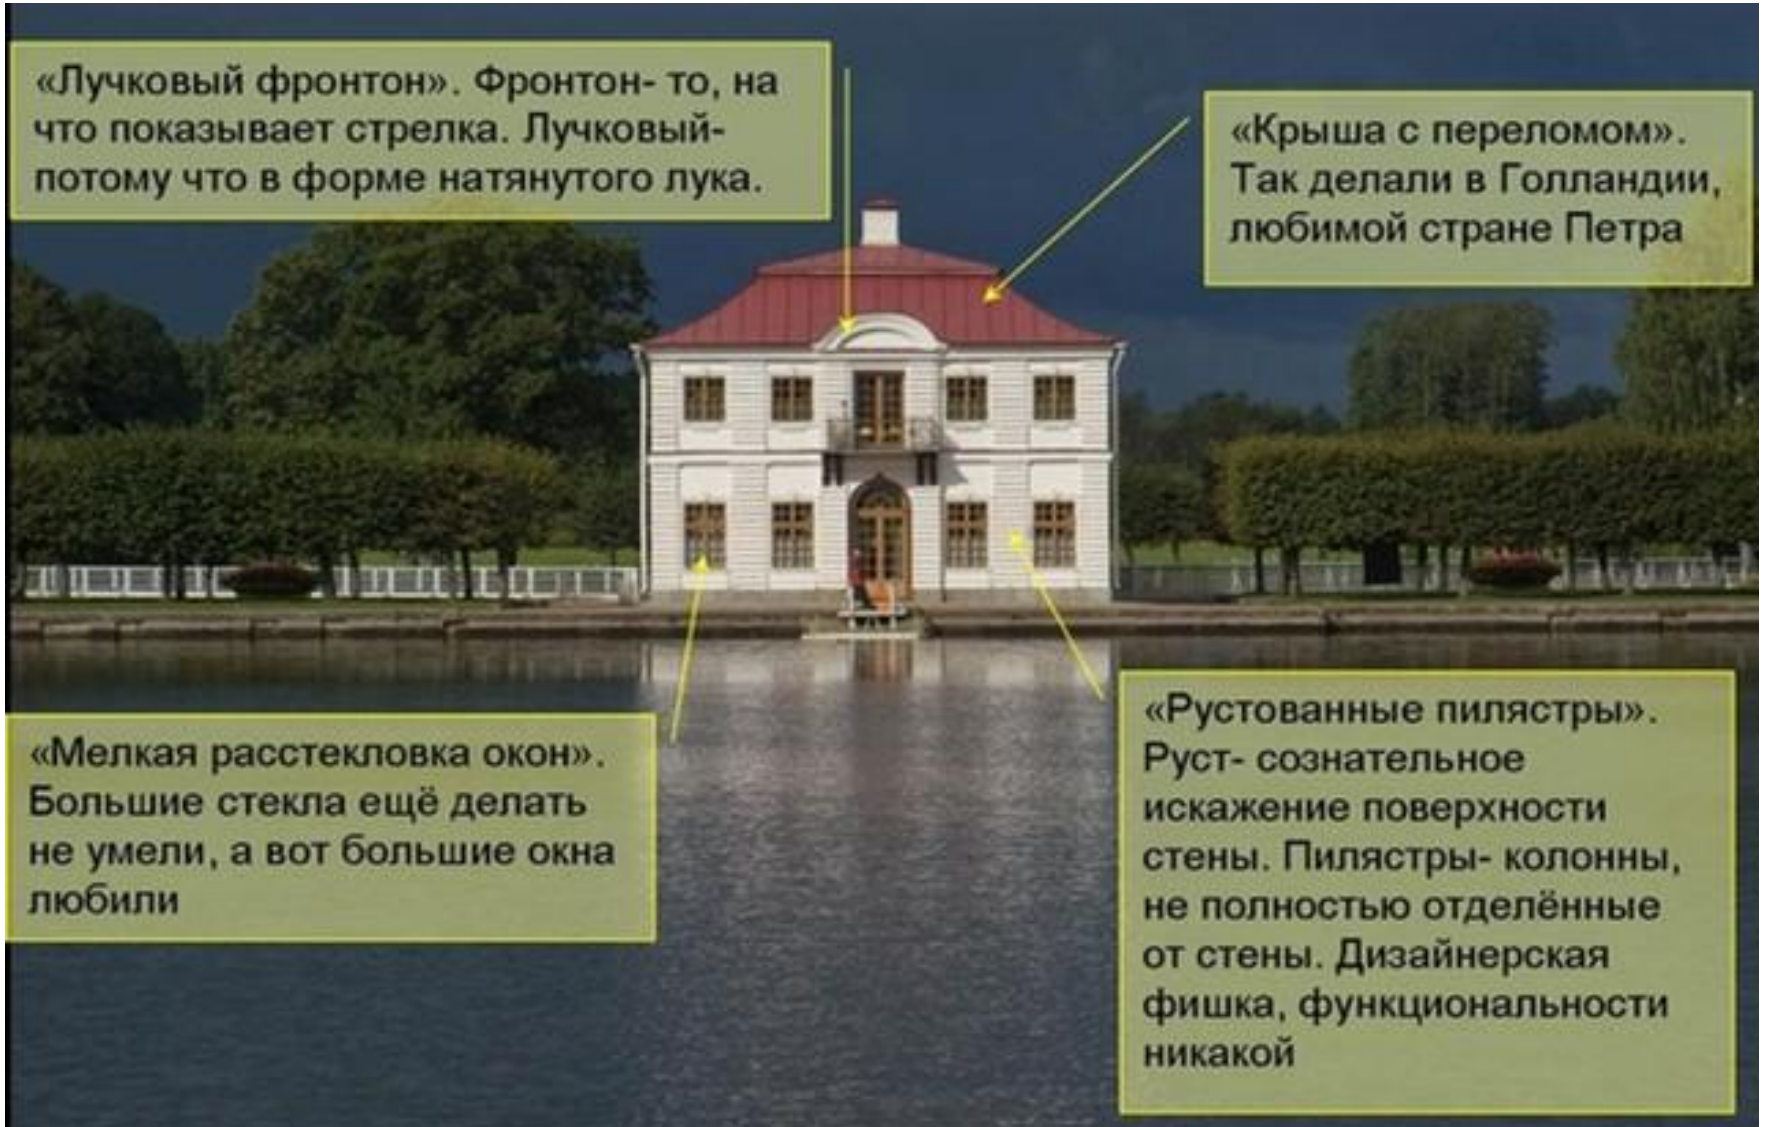 «Лучковый фронтон». Фронтон- то, на
что показывает стрелка. Лучковый-
потому что в форме натянутого лука.
«Крыша с переломом».
Так делали в Голландии,
любимой стране Петра
«Мелкая расстекловка окон».
Большие стекла ещё делать
не умели, а вот большие окна
любили
«Рустованные пилястры».
Руст- сознательное
искажение поверхности
стены. Пилястры- колонны,
не полностью отделённые
от стены. Дизайнерская
фишка, функциональности
никакой